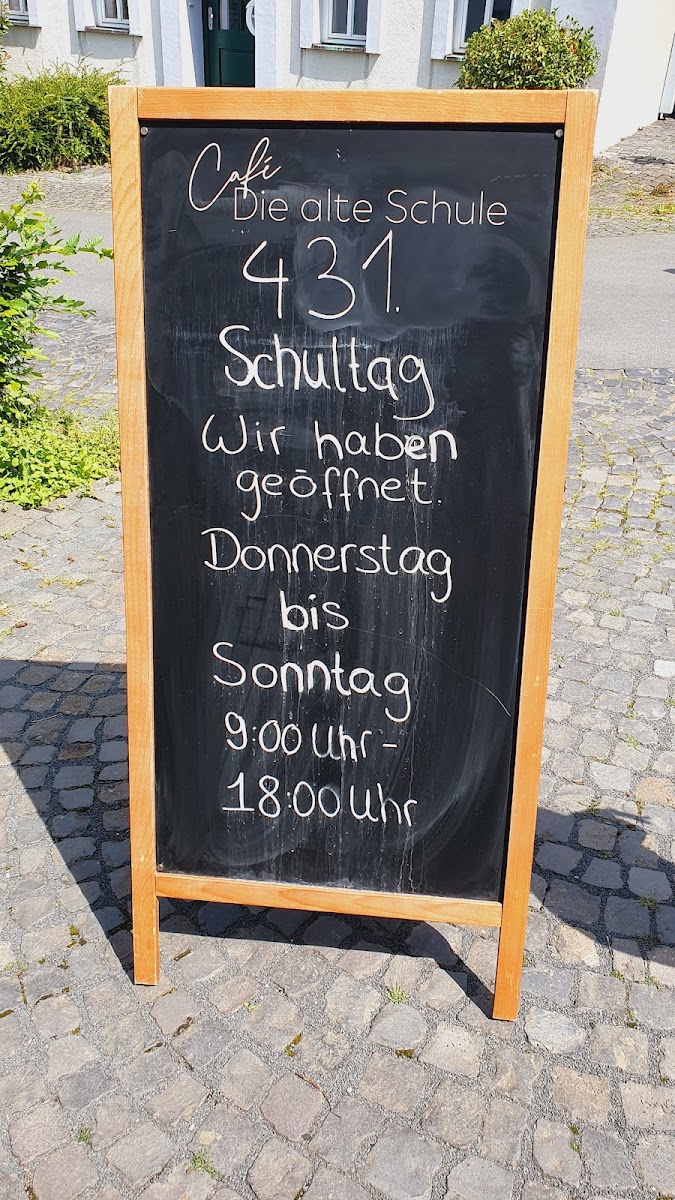 Café
Die alte Schule
431.
Schultag
Wir haben
geöffnet.
Donnerstag
bis
Sonntag
9:00 Uhr -
18:00 Uhr